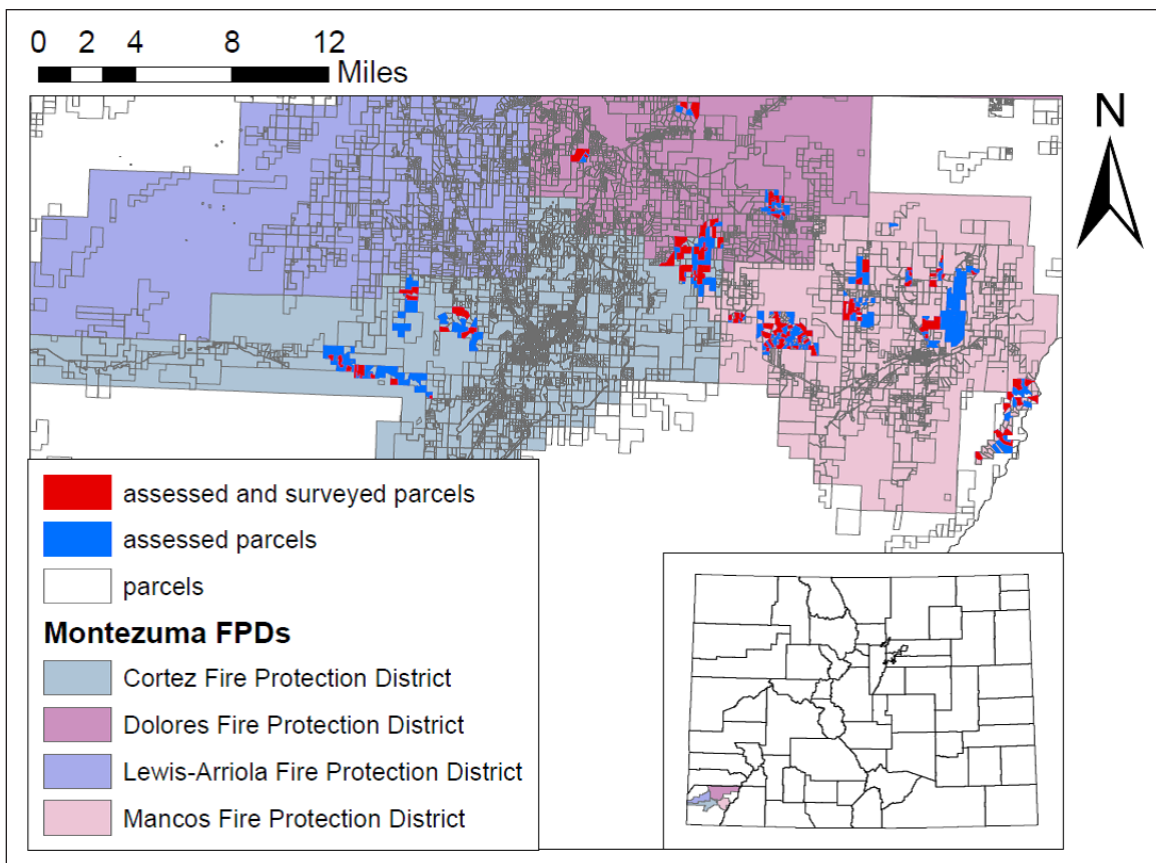 0 2 4 8 12
Miles
N
assessed and surveyed parcels
assessed parcels
parcels
Montezuma FPDs
Cortez Fire Protection District
Dolores Fire Protection District
Lewis-Arriola Fire Protection District
Mancos Fire Protection District